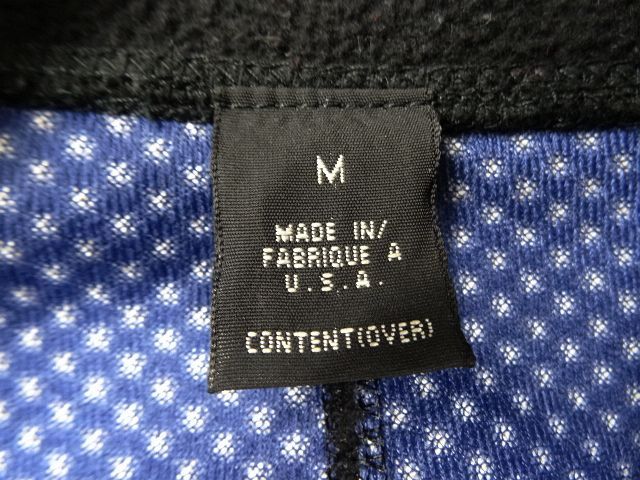 M
MADE IN/
FABRIQUE A
U.S.A.
CONTENT(OVER)